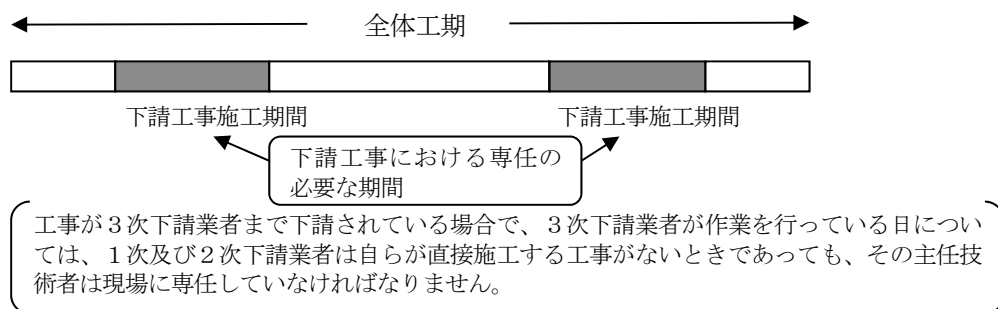 全体工期
下請工事施工期間
下請工事施工期間
下請工事における専任の
必要な期間
工事が３次下請業者まで下請されている場合で、３次下請業者が作業を行っている日につい
ては、１次及び２次下請業者は自らが直接施工する工事がないときであっても、その主任技
術者は現場に専任していなければなりません。